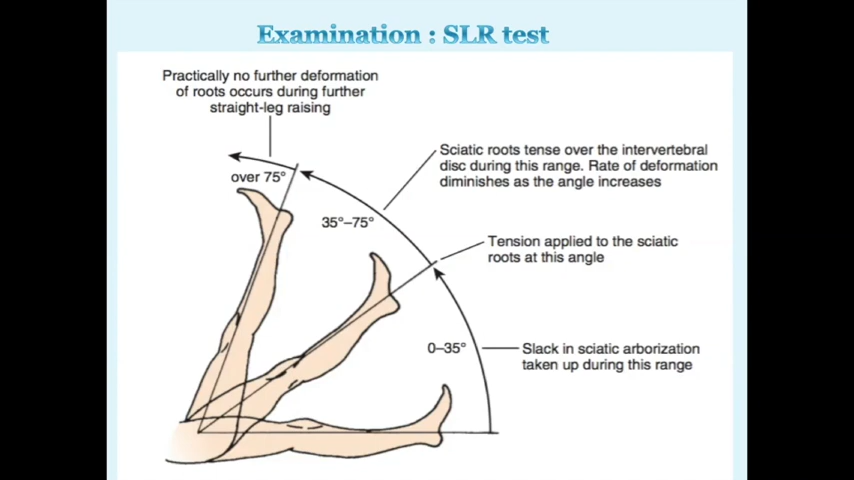 Examination : SLR test
Practically no further deformation
of roots occurs during further
straight-leg raising
over 75°
Sciatic roots tense over the intervertebral
disc during this range. Rate of deformation
diminishes as the angle increases
35°–75°
Tension applied to the sciatic
roots at this angle
0–35°
Slack in sciatic arborization
taken up during this range